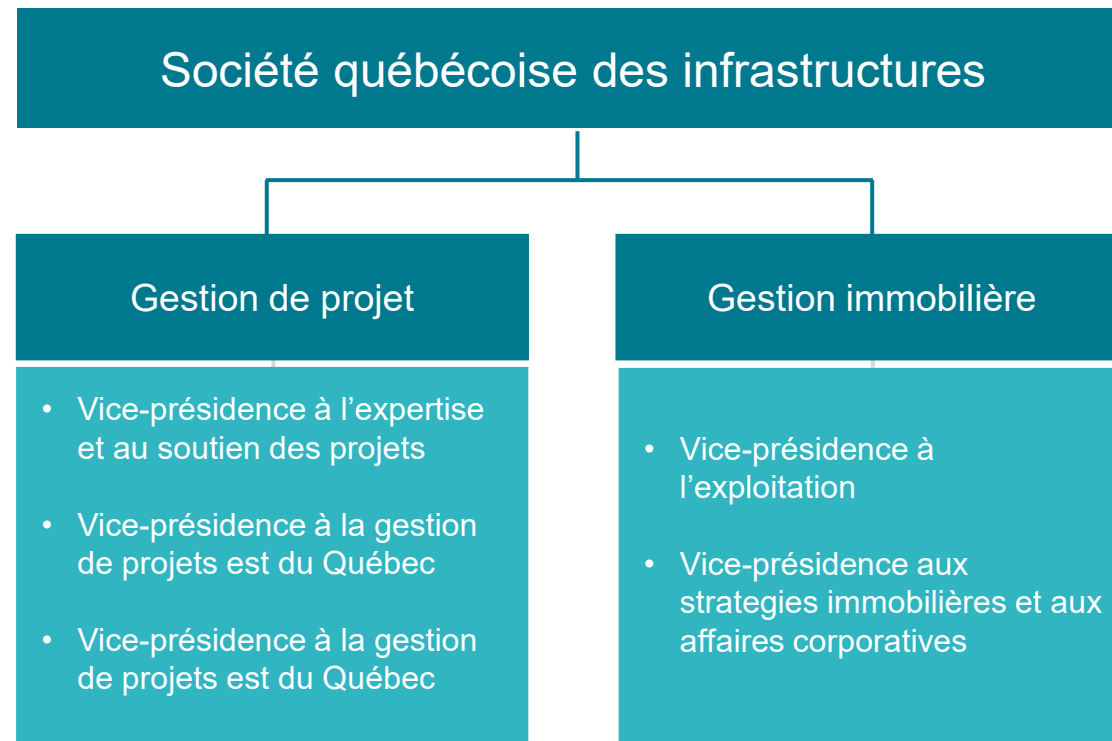 Société québécoise des infrastructures
Gestion de projet
• Vice-présidence à l’expertise
et au soutien des projets
• Vice-présidence à la gestion
de projets est du Québec
• Vice-présidence à la gestion
de projets est du Québec
Gestion immobilière
• Vice-présidence à
l’exploitation
• Vice-présidence aux
strategies immobilières et aux
affaires corporatives